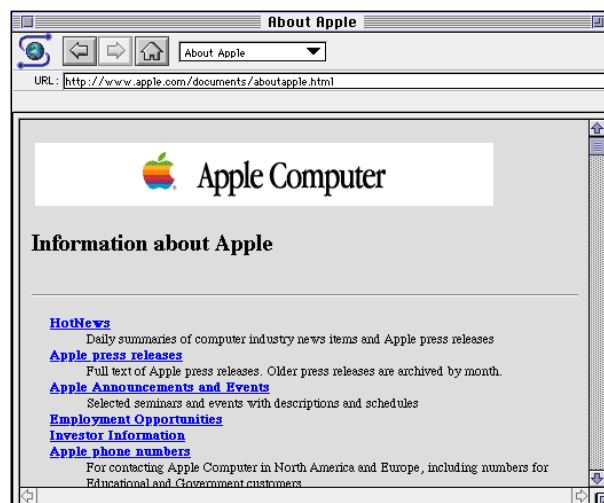 About Apple
About Apple
URL: http://www.apple.com/documents/aboutapple.html
Apple Computer
Information about Apple
HotNews
Daily summaries of computer industry news items and Apple press releases
Apple press releases
Full text of Apple press releases. Older press releases are archived by month.
Apple Announcements and Events
Selected seminars and events with descriptions and schedules
Employment Opportunities
Investor Information
Apple phone numbers
For contacting Apple Computer in North America and Europe, including numbers for
Educational and Government customers